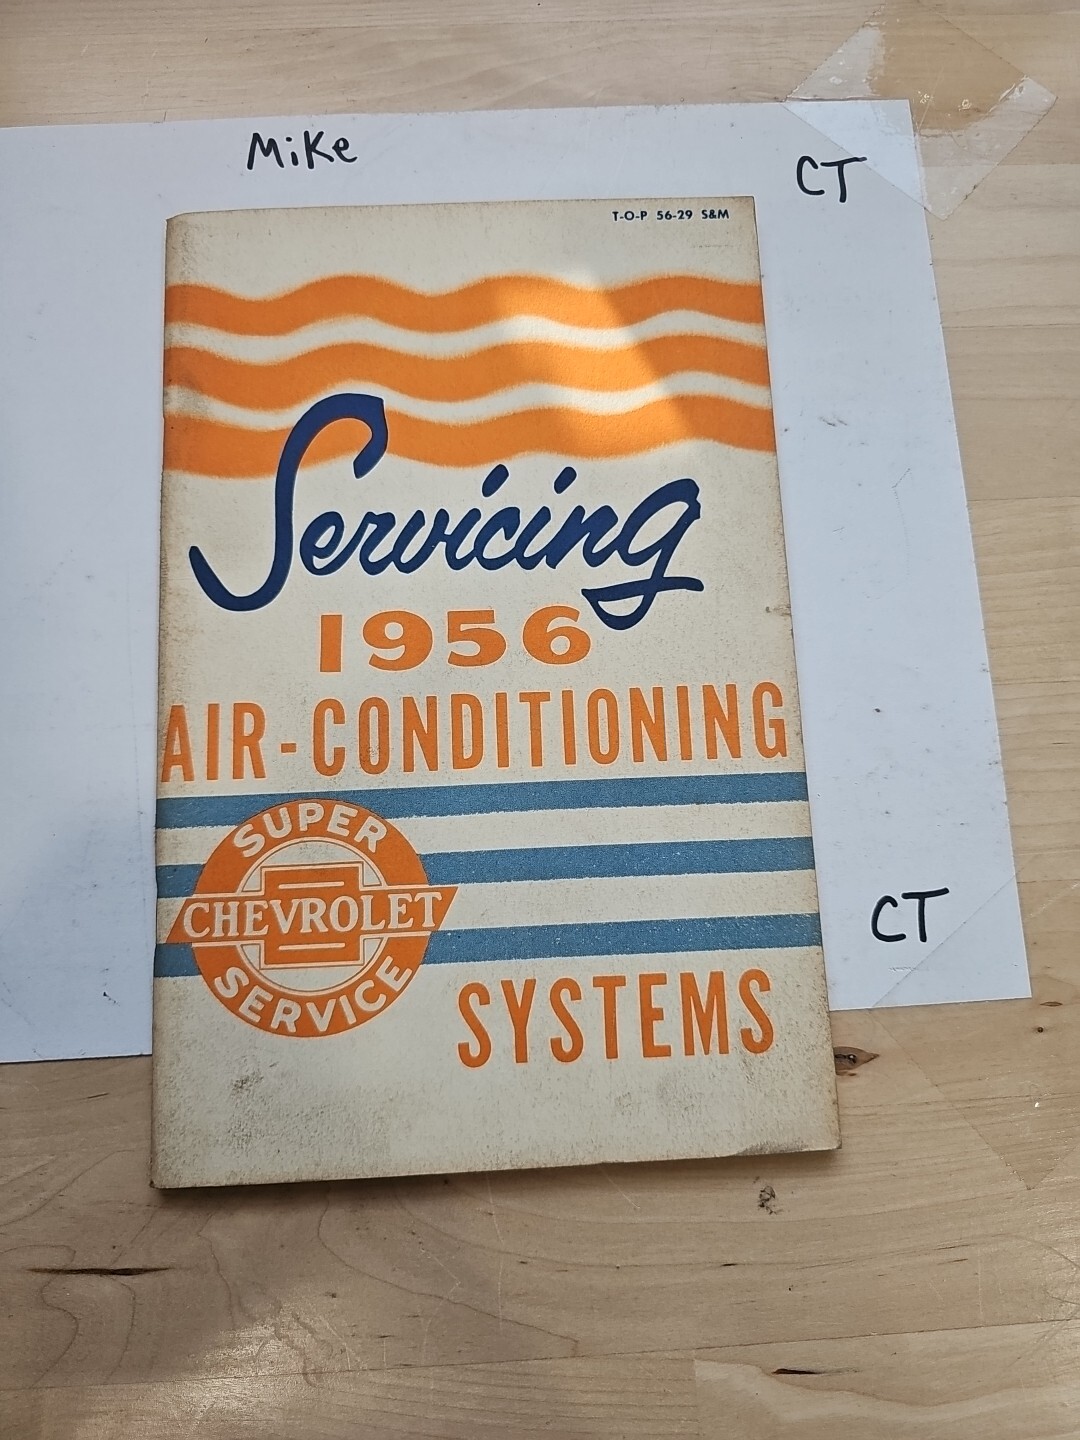 Mike
CT
T-O-P 56-29 S&M
Servicing
1956
AIR-CONDITIONING
SUPER
CHEVROLET
SERVICE
CT
SYSTEMS